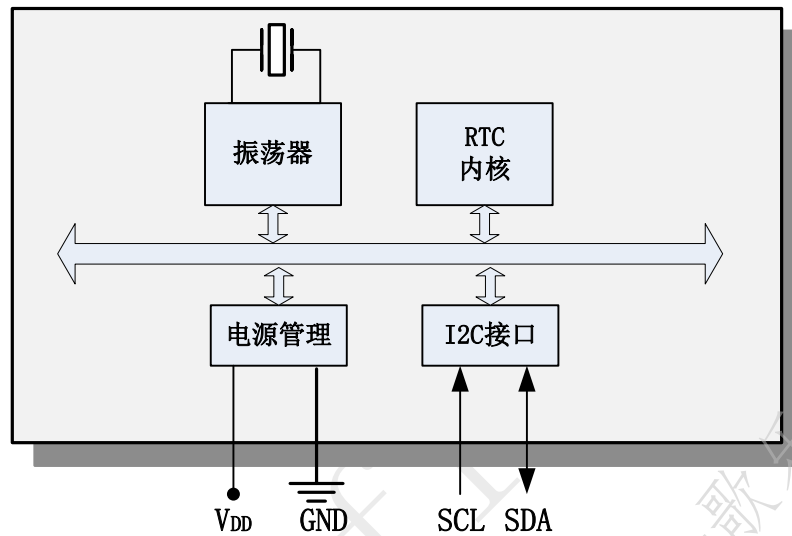 振荡器
RTC
内核
电源管理
I2C接口
VDD GND SCL SDA